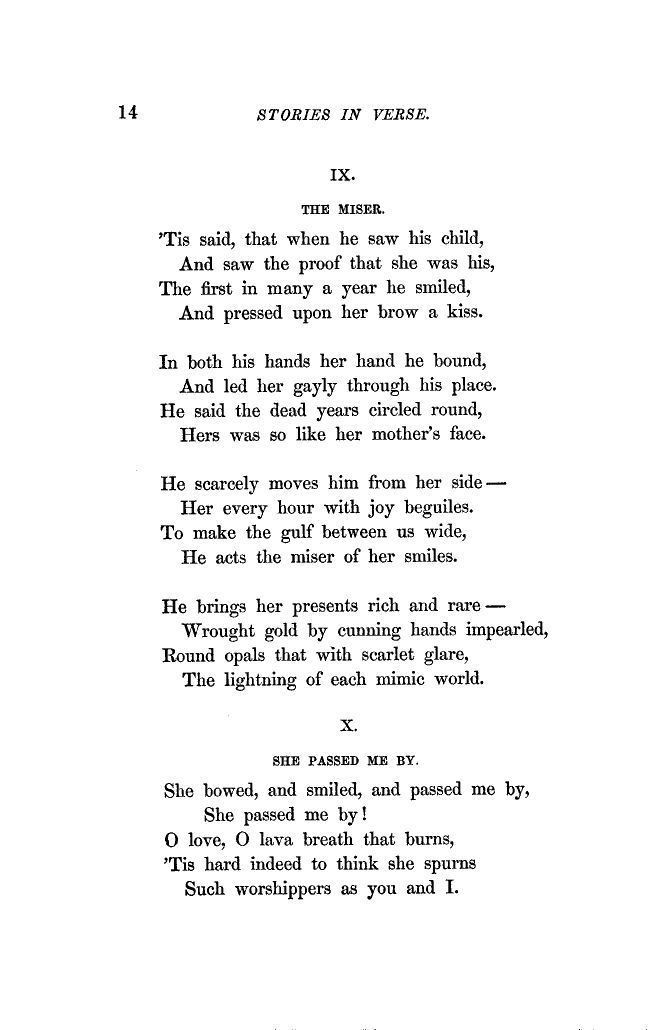 14 STORIES IN VERSE.
IX.
THE MISER.
’Tis said, that when he saw his child,
And saw the proof that she was his,
The first in many a year he smiled,
And pressed upon her brow a kiss.
In both his hands her hand he bound,
And led her gayly through his place.
He said the dead years circled round,
Hers was so like her mother’s face.
He scarcely moves him from her side —
Her every hour with joy beguiles.
To make the gulf between us wide,
He acts the miser of her smiles.
He brings her presents rich and rare —
Wrought gold by cunning hands impearled,
Round opals that with scarlet glare,
The lightning of each mimic world.
X.
SHE PASSED ME BY.
She bowed, and smiled, and passed me by,
She passed me by!
O love, O lava breath that burns,
’Tis hard indeed to think she spurns
Such worshippers as you and I.